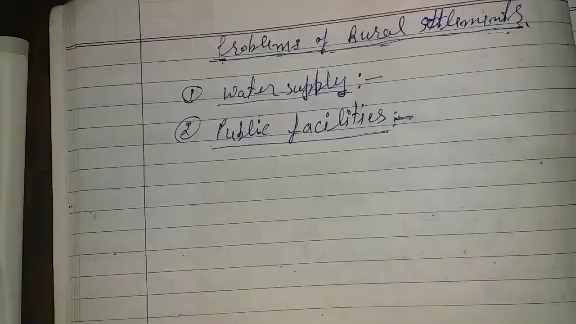 Problems of Rural settlements
① Water supply :-
② Public facilities :-